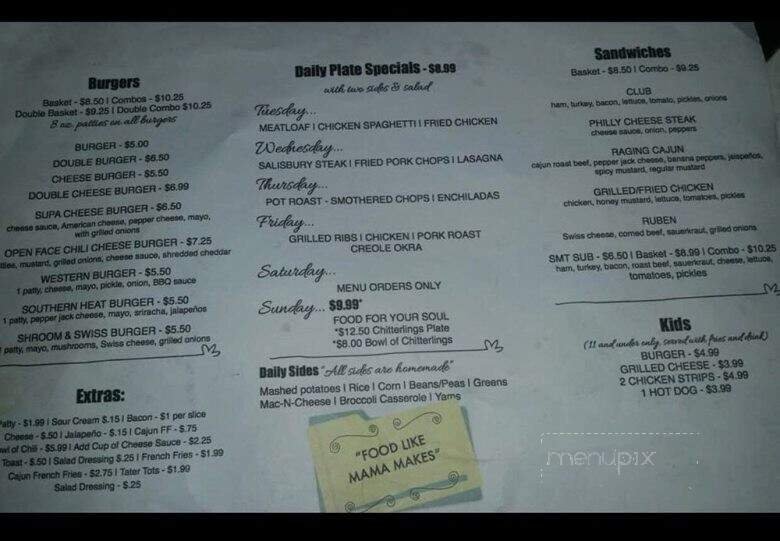 Burgers
Basket - $8.50 | Combos - $10.25
Double Basket - $9.25 | Double Combo $10.25
8 oz. patties on all burgers
BURGER - $5.00
DOUBLE BURGER - $6.50
CHEESE BURGER - $5.50
DOUBLE CHEESE BURGER - $6.99
SUPA CHEESE BURGER - $6.50
cheese sauce, American cheese, pepper cheese, mayo,
with grilled onions
OPEN FACE CHILI CHEESE BURGER - $7.25
mustard, grilled onions, cheese sauce, shredded cheddar
WESTERN BURGER - $5.50
1 patty, cheese, mayo, pickle, onion, BBQ sauce
SOUTHERN HEAT BURGER - $5.50
1 patty, pepper jack cheese, mayo, sriracha, jalapeños
SHROOM & SWISS BURGER - $5.50
patty, mayo, mushrooms, Swiss cheese, grilled onions
Extras:
Patty - $1.99 | Sour Cream $.15 | Bacon - $1 per slice
Cheese - $.50 | Jalapeño - $.15 | Cajun FF - $.75
Bowl of Chili - $5.99 | Add Cup of Cheese Sauce - $2.25
Toast - $.50 | Salad Dressing $.25 | French Fries - $1.99
Cajun French Fries - $2.75 | Tater Tots - $1.99
Salad Dressing - $.25
Daily Plate Specials - $8.99
with two sides & salad
Tuesday...
MEATLOAF | CHICKEN SPAGHETTI | FRIED CHICKEN
Wednesday...
SALISBURY STEAK | FRIED PORK CHOPS | LASAGNA
Thursday...
POT ROAST - SMOTHERED CHOPS | ENCHILADAS
Friday...
GRILLED RIBS | CHICKEN | PORK ROAST
CREOLE OKRA
Saturday...
MENU ORDERS ONLY
Sunday... $9.99*
FOOD FOR YOUR SOUL
*$12.50 Chitterlings Plate
*$8.00 Bowl of Chitterlings
Daily Sides "All sides are homemade"
Mashed potatoes | Rice | Corn | Beans/Peas | Greens
Mac-N-Cheese | Broccoli Casserole | Yams
"FOOD LIKE
MAMA MAKES"
Sandwiches
Basket - $8.50 | Combo - $9.25
CLUB
ham, turkey, bacon, lettuce, tomato, pickles, onions
PHILLY CHEESE STEAK
cheese sauce, onion, peppers
RAGING CAJUN
cajun roast beef, pepper jack cheese, banana peppers, jalapeños,
spicy mustard, regular mustard
GRILLED/FRIED CHICKEN
chicken, honey mustard, lettuce, tomatoes, pickles
RUBEN
Swiss cheese, corned beef, sauerkraut, grilled onions
SMT SUB - $6.50 | Basket - $8.99 | Combo - $10.25
ham, turkey, bacon, roast beef, sauerkraut, cheese, lettuce,
tomatoes, pickles
Kids
(11 and under only, served with fries and drink)
BURGER - $4.99
GRILLED CHEESE - $3.99
2 CHICKEN STRIPS - $4.99
1 HOT DOG - $3.99
menupix